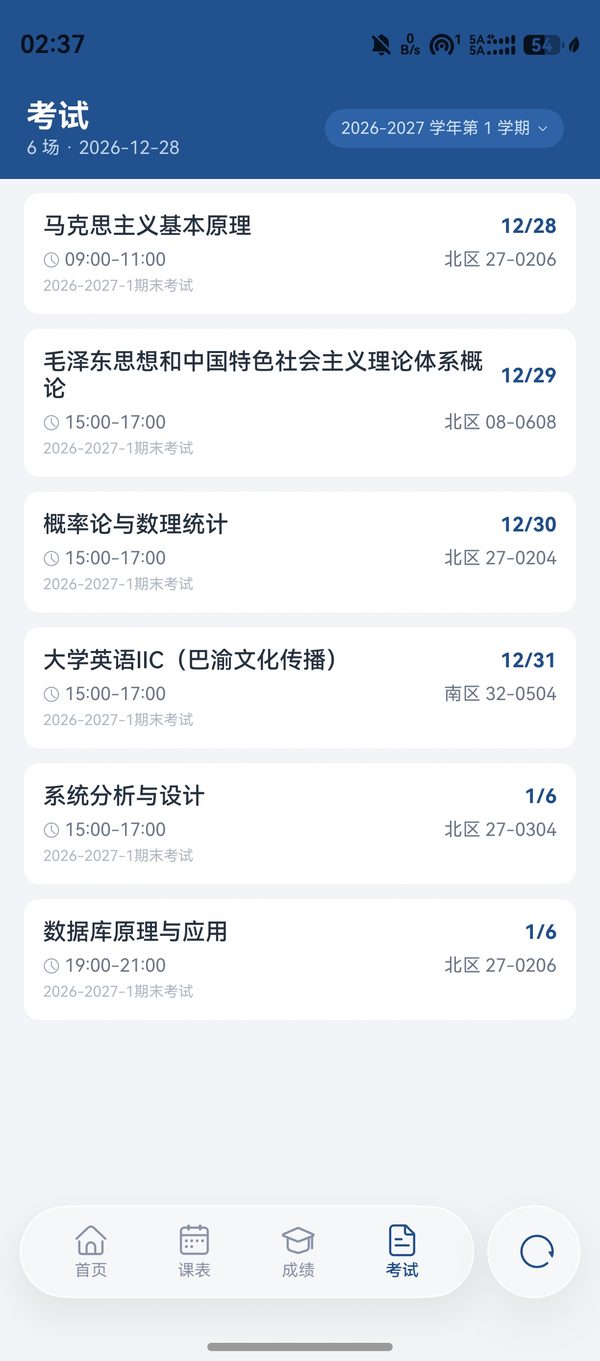 02:37
0 B/s 1 5A 5A 54
考试
6 场 · 2026-12-28
2026-2027 学年第 1 学期
马克思主义基本原理 12/28
09:00-11:00 北区 27-0206
2026-2027-1期末考试
毛泽东思想和中国特色社会主义理论体系概
论 12/29
15:00-17:00 北区 08-0608
2026-2027-1期末考试
概率论与数理统计 12/30
15:00-17:00 北区 27-0204
2026-2027-1期末考试
大学英语IIC（巴渝文化传播） 12/31
15:00-17:00 南区 32-0504
2026-2027-1期末考试
系统分析与设计 1/6
15:00-17:00 北区 27-0304
2026-2027-1期末考试
数据库原理与应用 1/6
19:00-21:00 北区 27-0206
2026-2027-1期末考试
首页 课表 成绩 考试